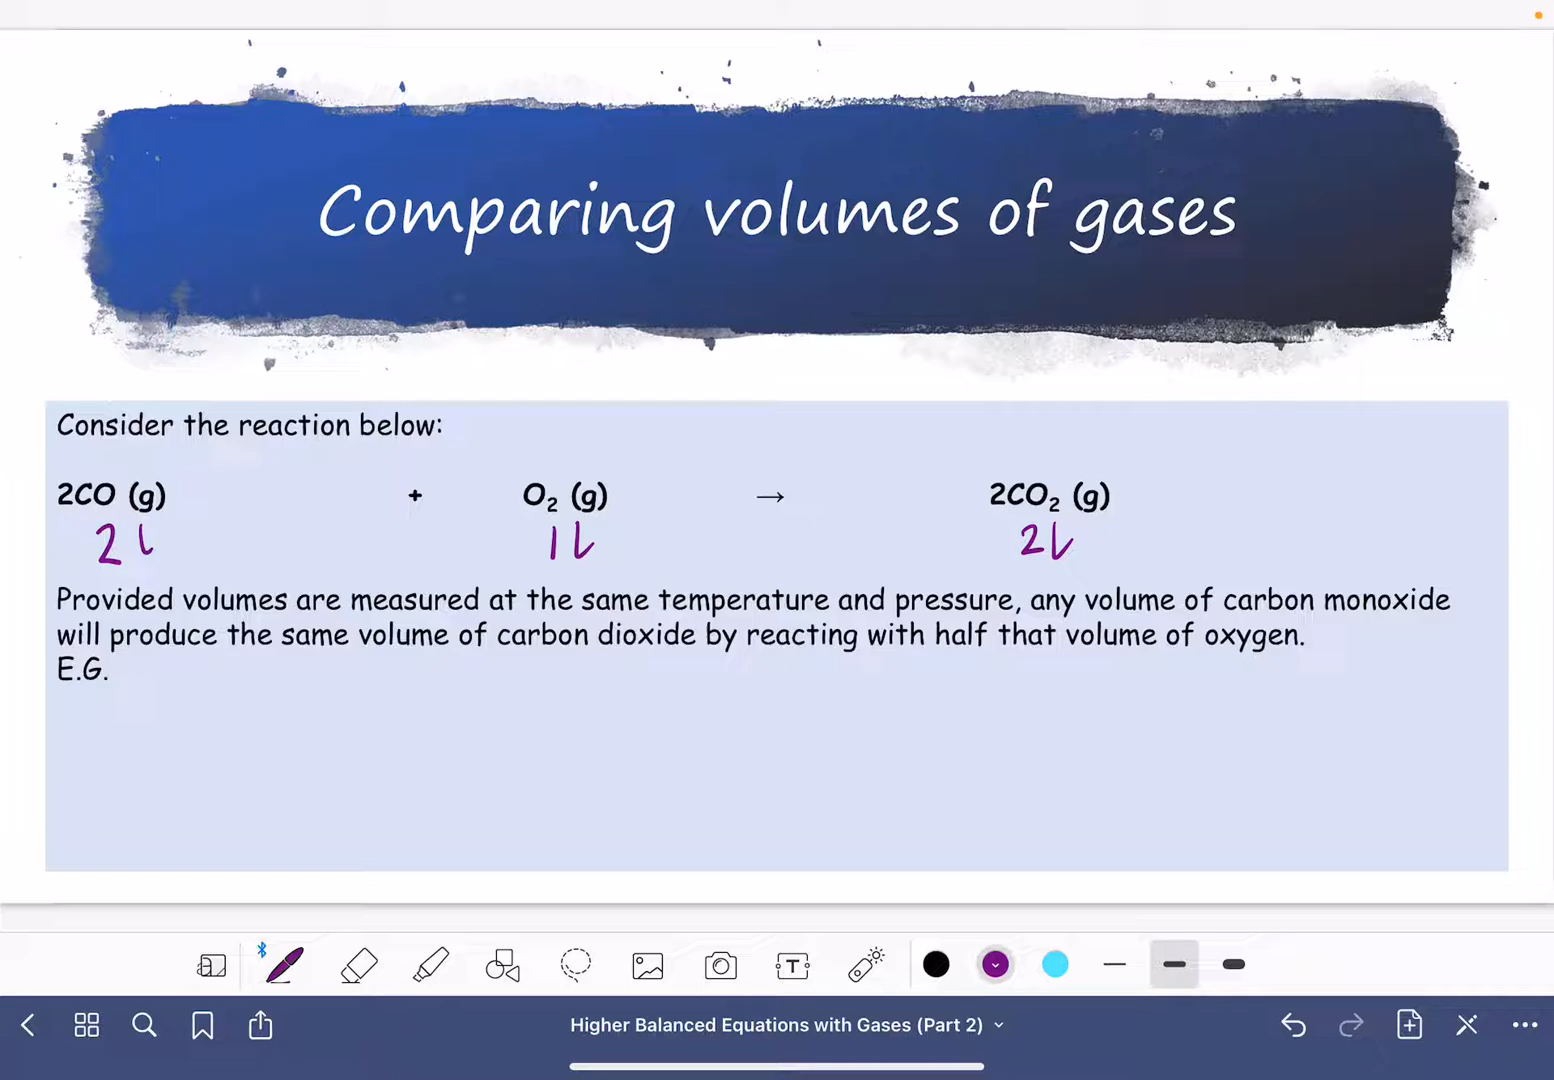 Comparing volumes of gases
Consider the reaction below:
2CO (g) + O₂ (g) → 2CO₂ (g)
2 l 1 l 2 l
Provided volumes are measured at the same temperature and pressure, any volume of carbon monoxide
will produce the same volume of carbon dioxide by reacting with half that volume of oxygen.
E.G.
T
Higher Balanced Equations with Gases (Part 2)